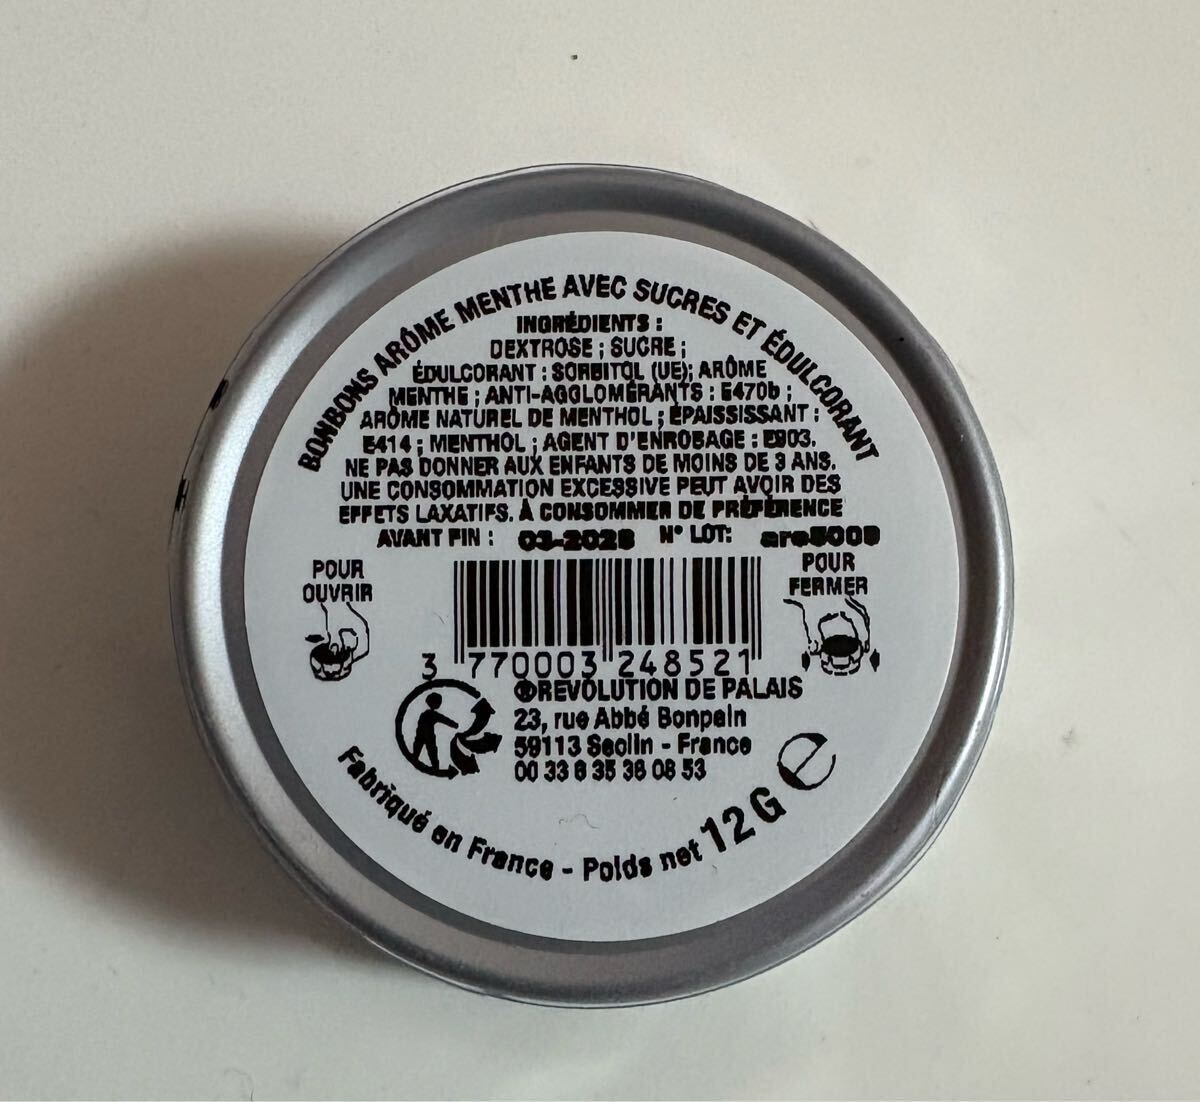 BONBONS ARÔME MENTHE AVEC SUCRES ET ÉDULCORANT
INGRÉDIENTS :
DEXTROSE ; SUCRE ;
ÉDULCORANT : SORBITOL (UE); ARÔME
MENTHE ; ANTI-AGGLOMÉRANTS : E470b ;
ARÔME NATUREL DE MENTHOL ; ÉPAISSISSANT :
E414 ; MENTHOL ; AGENT D'ENROBAGE : E903.
NE PAS DONNER AUX ENFANTS DE MOINS DE 3 ANS.
UNE CONSOMMATION EXCESSIVE PEUT AVOIR DES
EFFETS LAXATIFS. À CONSOMMER DE PRÉFÉRENCE
AVANT FIN : 03-2028 N° LOT:
POUR
OUVRIR
POUR
FERMER
3 770003 248521
®REVOLUTION DE PALAIS
23, rue Abbé Bonpain
59113 Seclin - France
00 33 6 35 38 08 53
Fabriqué en France - Poids net 12G e